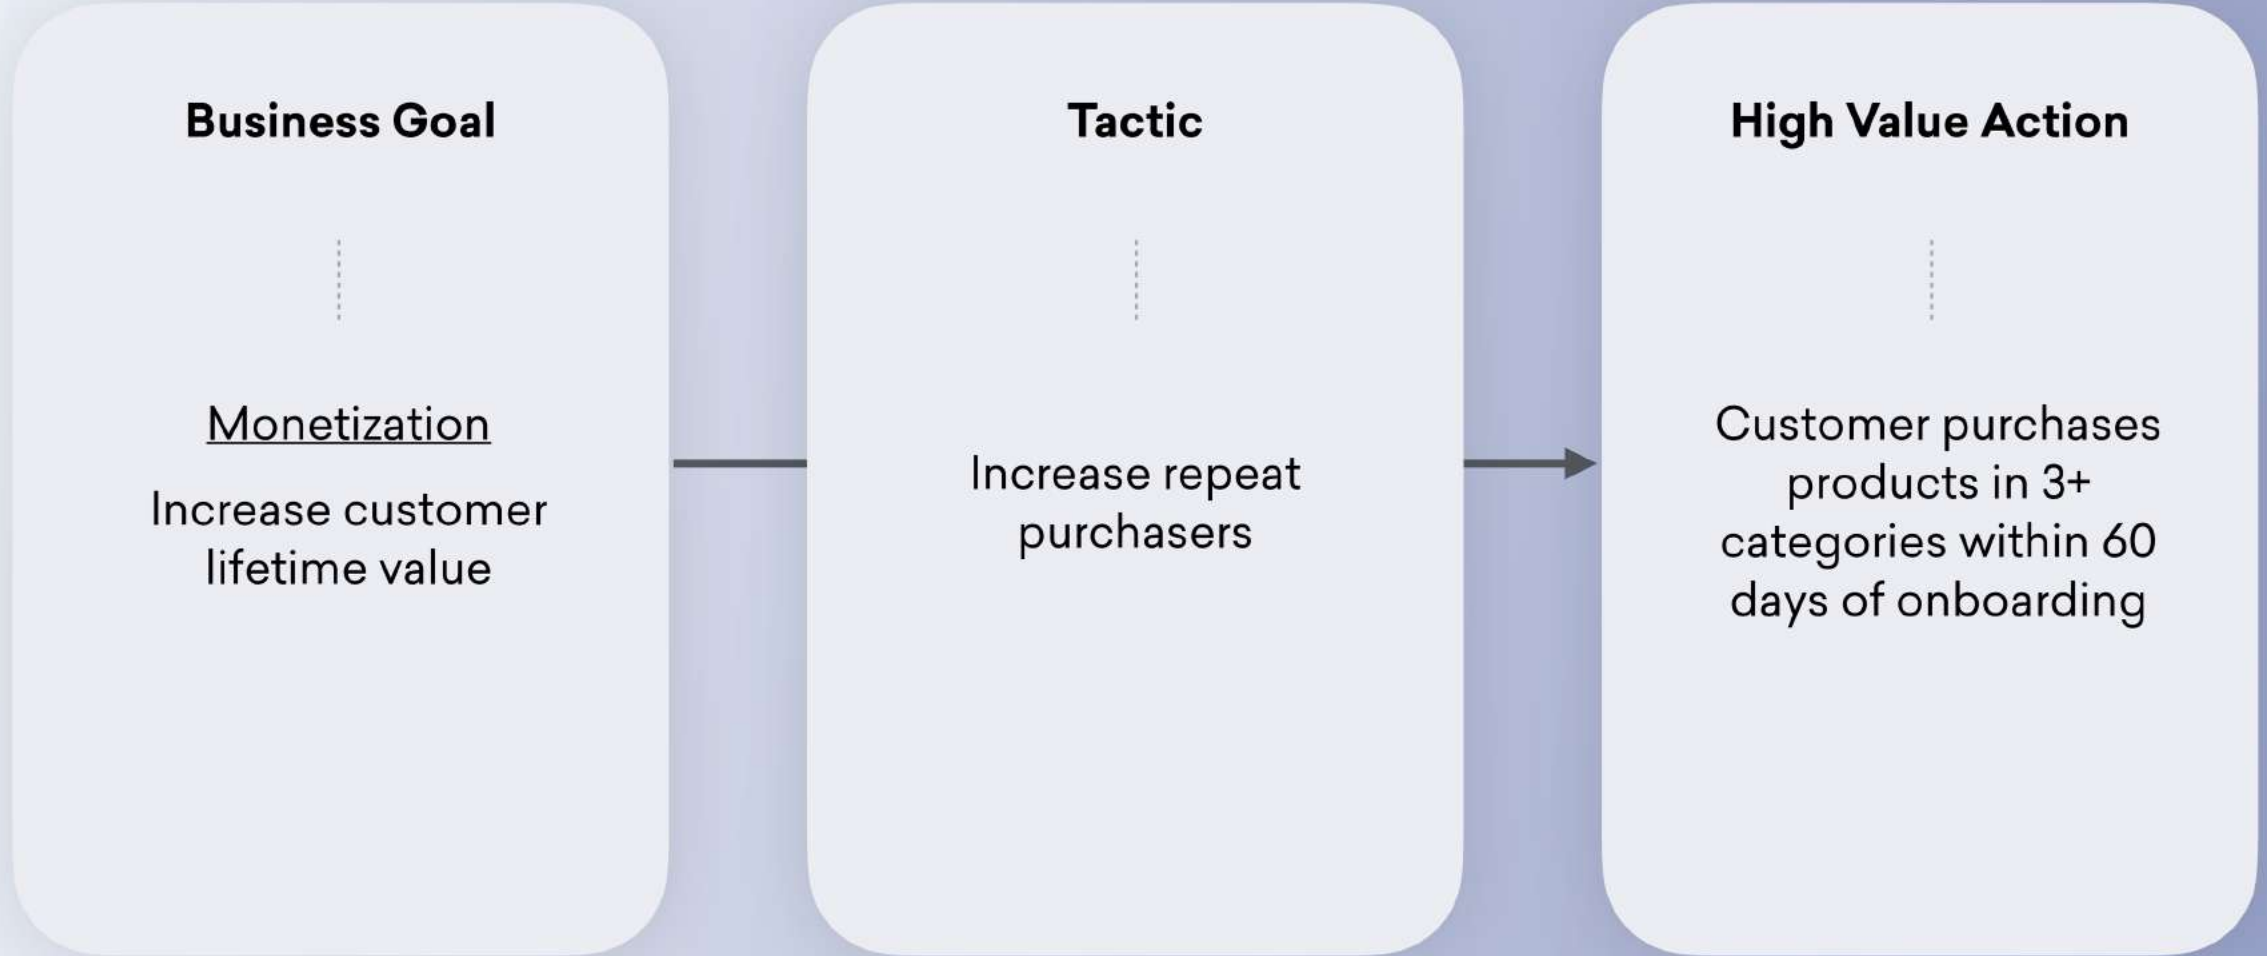 Business Goal
Monetization
Increase customer
lifetime value
Tactic
Increase repeat
purchasers
High Value Action
Customer purchases
products in 3+
categories within 60
days of onboarding